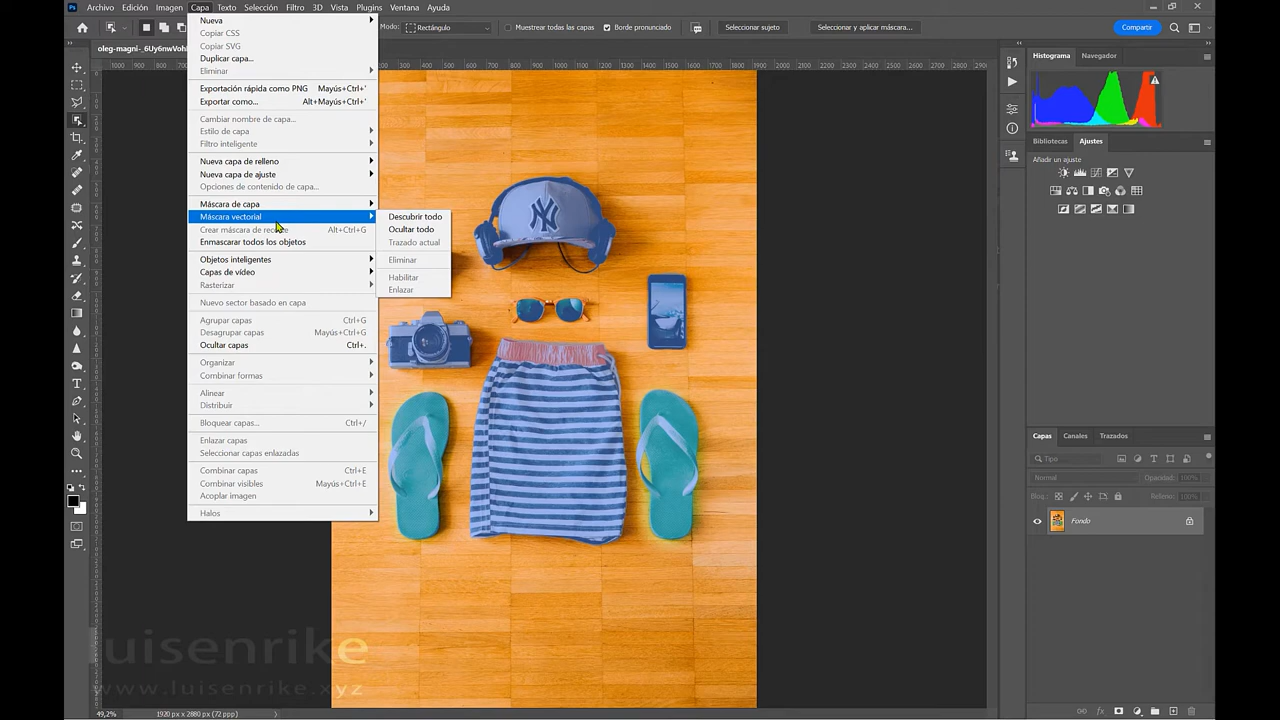 Archivo Edición Imagen Capa Texto Selección Filtro 3D Vista Plugins Ventana Ayuda
Modo: Rectángulo Muestrear todas las capas Borde pronunciado Seleccionar sujeto Seleccionar y aplicar máscara... Compartir
Nueva
Copiar CSS
Copiar SVG
Duplicar capa...
Eliminar
Exportación rápida como PNG Mayús+Ctrl+'
Exportar como... Alt+Mayús+Ctrl+'
Cambiar nombre de capa...
Estilo de capa
Filtro inteligente
Nueva capa de relleno
Nueva capa de ajuste
Opciones de contenido de capa...
Máscara de capa
Máscara vectorial
Crear máscara de Alt+Ctrl+G
Enmascarar todos los objetos
Objetos inteligentes
Capas de vídeo
Rasterizar
Nuevo sector basado en capa
Agrupar capas Ctrl+G
Desagrupar capas Mayús+Ctrl+G
Ocultar capas Ctrl+,
Organizar
Combinar formas
Alinear
Distribuir
Bloquear capas... Ctrl+/
Enlazar capas
Seleccionar capas enlazadas
Combinar capas Ctrl+E
Combinar visibles Mayús+Ctrl+E
Acoplar imagen
Halos
Descubrir todo
Ocultar todo
Trazado actual
Eliminar
Habilitar
Enlazar
NY
Histograma Navegador
Bibliotecas Ajustes
Añadir un ajuste
Capas Canales Trazados
Tipo
Normal Opacidad: 100%
Bloq.: Relleno: 100%
Fondo
luisenrike
www.luisenrike.xyz
49,2% 1920 px x 2880 px (72 ppp)